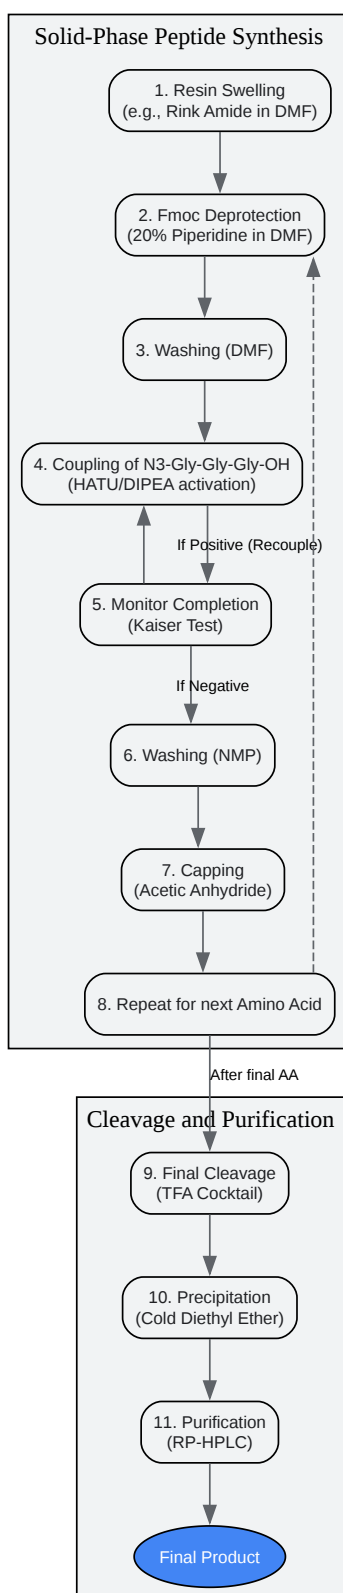 Solid-Phase Peptide Synthesis
1. Resin Swelling
(e.g., Rink Amide in DMF)
2. Fmoc Deprotection
(20% Piperidine in DMF)
3. Washing (DMF)
4. Coupling of N3-Gly-Gly-Gly-OH
(HATU/DIPEA activation)
If Positive (Recouple)
5. Monitor Completion
(Kaiser Test)
If Negative
6. Washing (NMP)
7. Capping
(Acetic Anhydride)
8. Repeat for next Amino Acid
After final AA
Cleavage and Purification
9. Final Cleavage
(TFA Cocktail)
10. Precipitation
(Cold Diethyl Ether)
11. Purification
(RP-HPLC)
Final Product